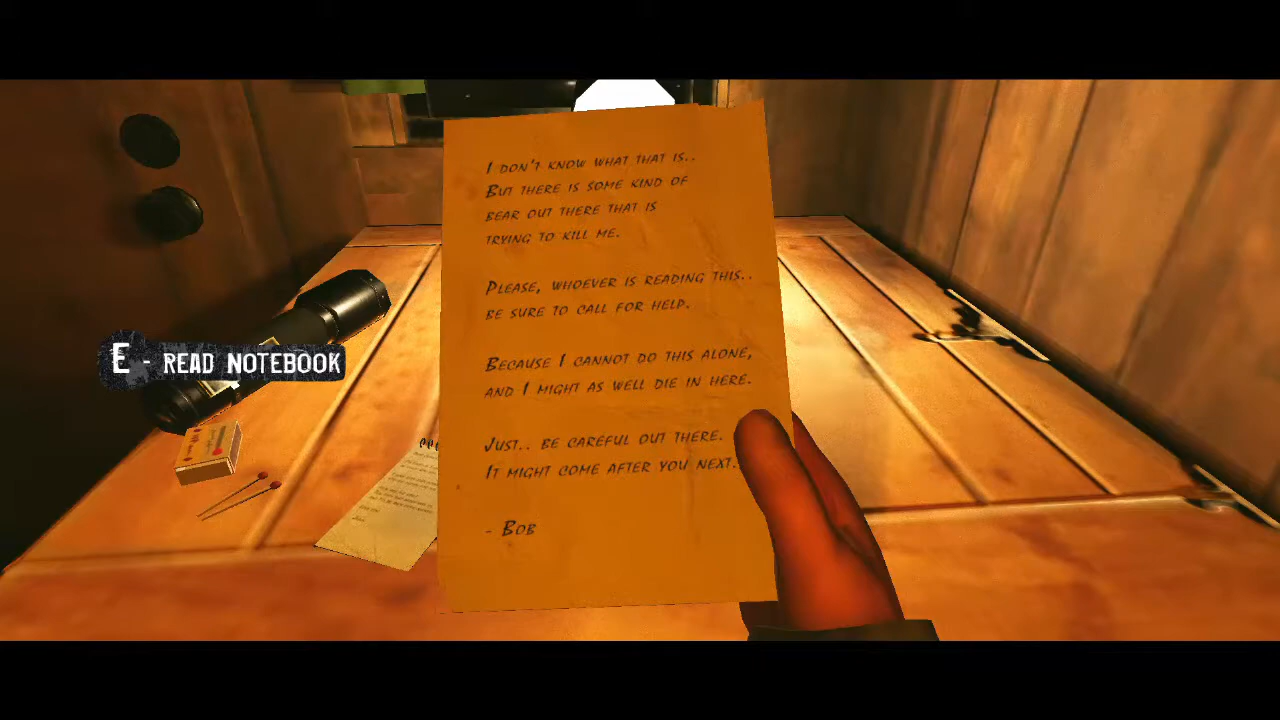 I DON'T KNOW WHAT THAT IS..
BUT THERE IS SOME KIND OF
BEAR OUT THERE THAT IS
TRYING TO KILL ME.
PLEASE, WHOEVER IS READING THIS..
BE SURE TO CALL FOR HELP.
BECAUSE I CANNOT DO THIS ALONE,
AND I MIGHT AS WELL DIE IN HERE.
JUST.. BE CAREFUL OUT THERE.
IT MIGHT COME AFTER YOU NEXT..
- BOB
E - READ NOTEBOOK